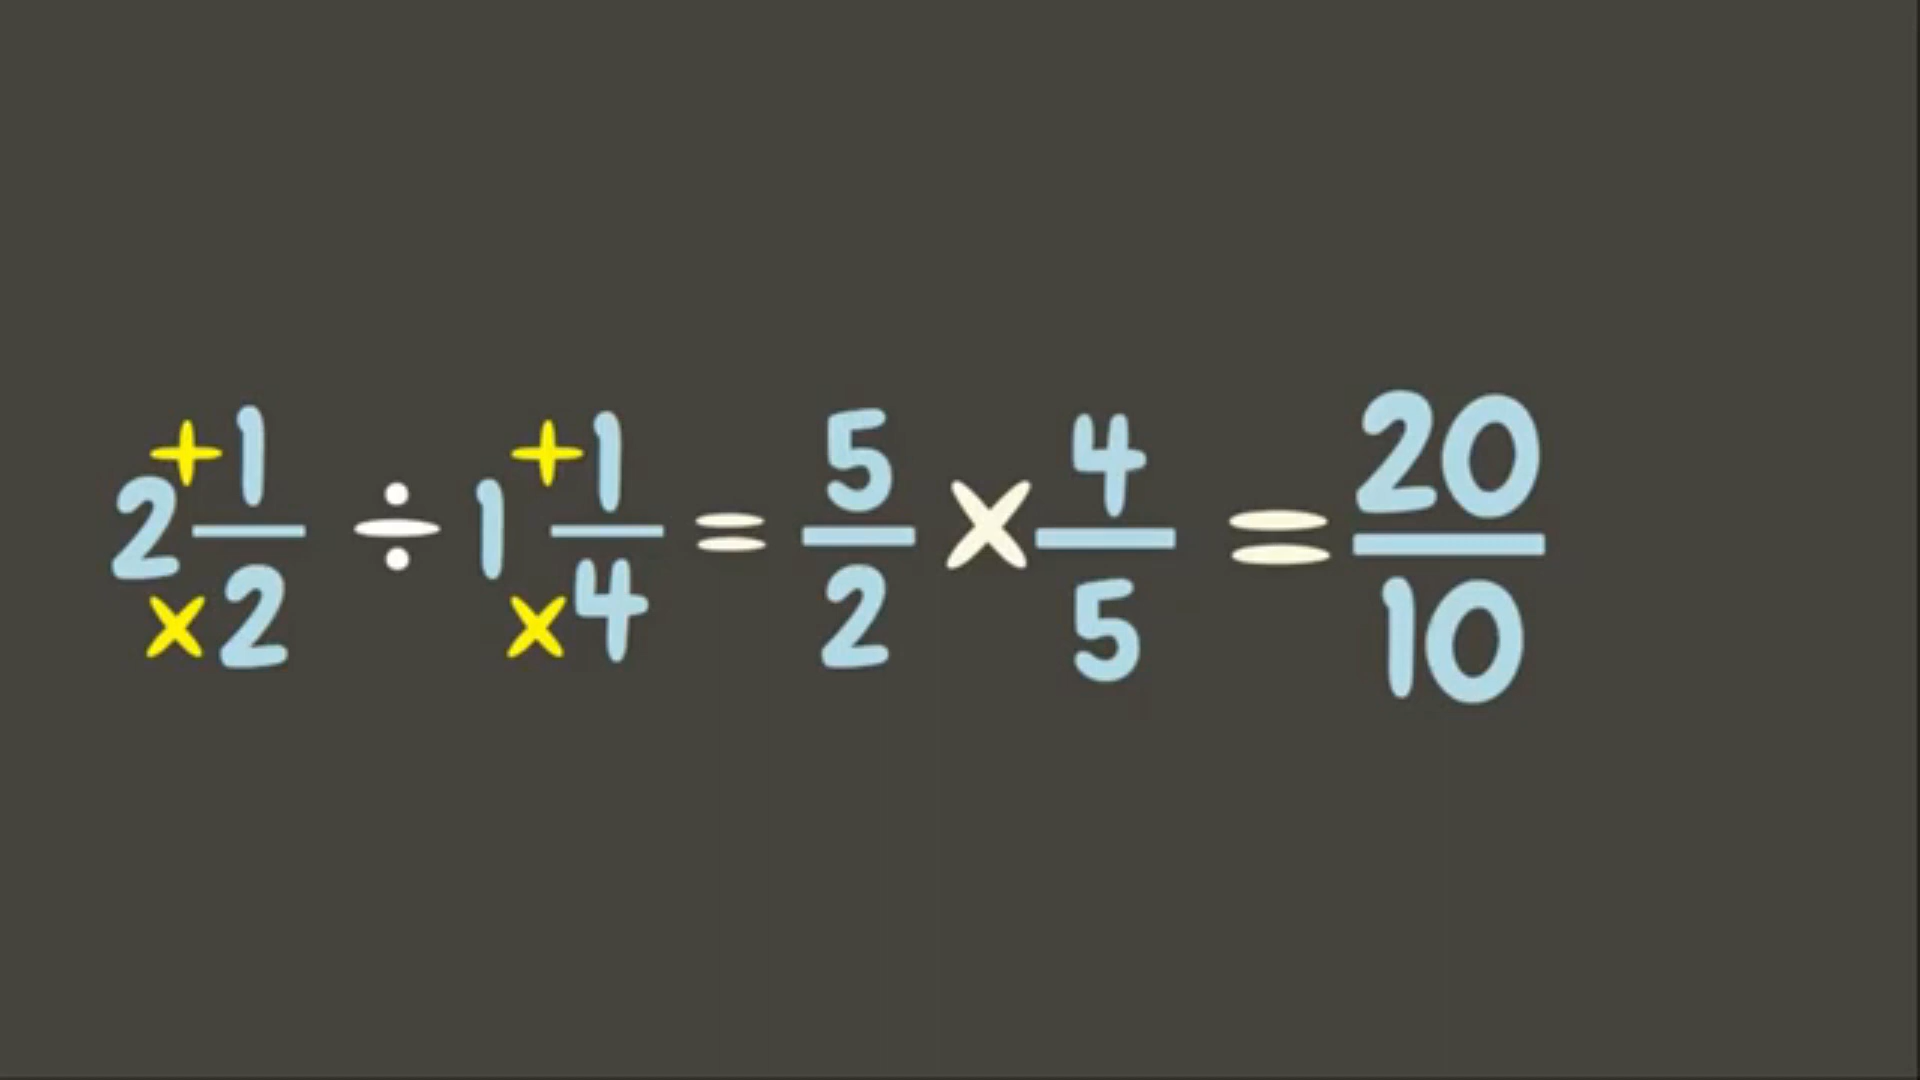 2 + 1/2 x ÷ 1 + 1/4 x = 5/2 × 4/5 = 20/10